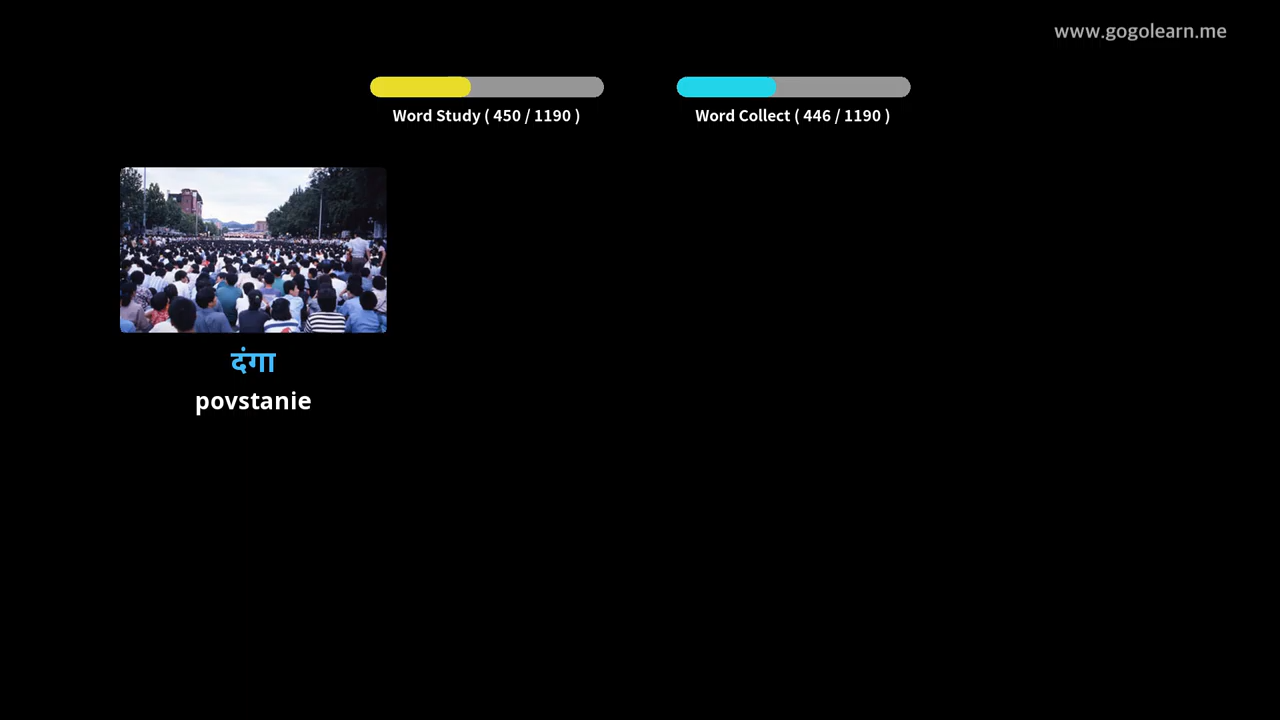 www.gogolearn.me
Word Study ( 450 / 1190 )
Word Collect ( 446 / 1190 )
दंगा
povstanie